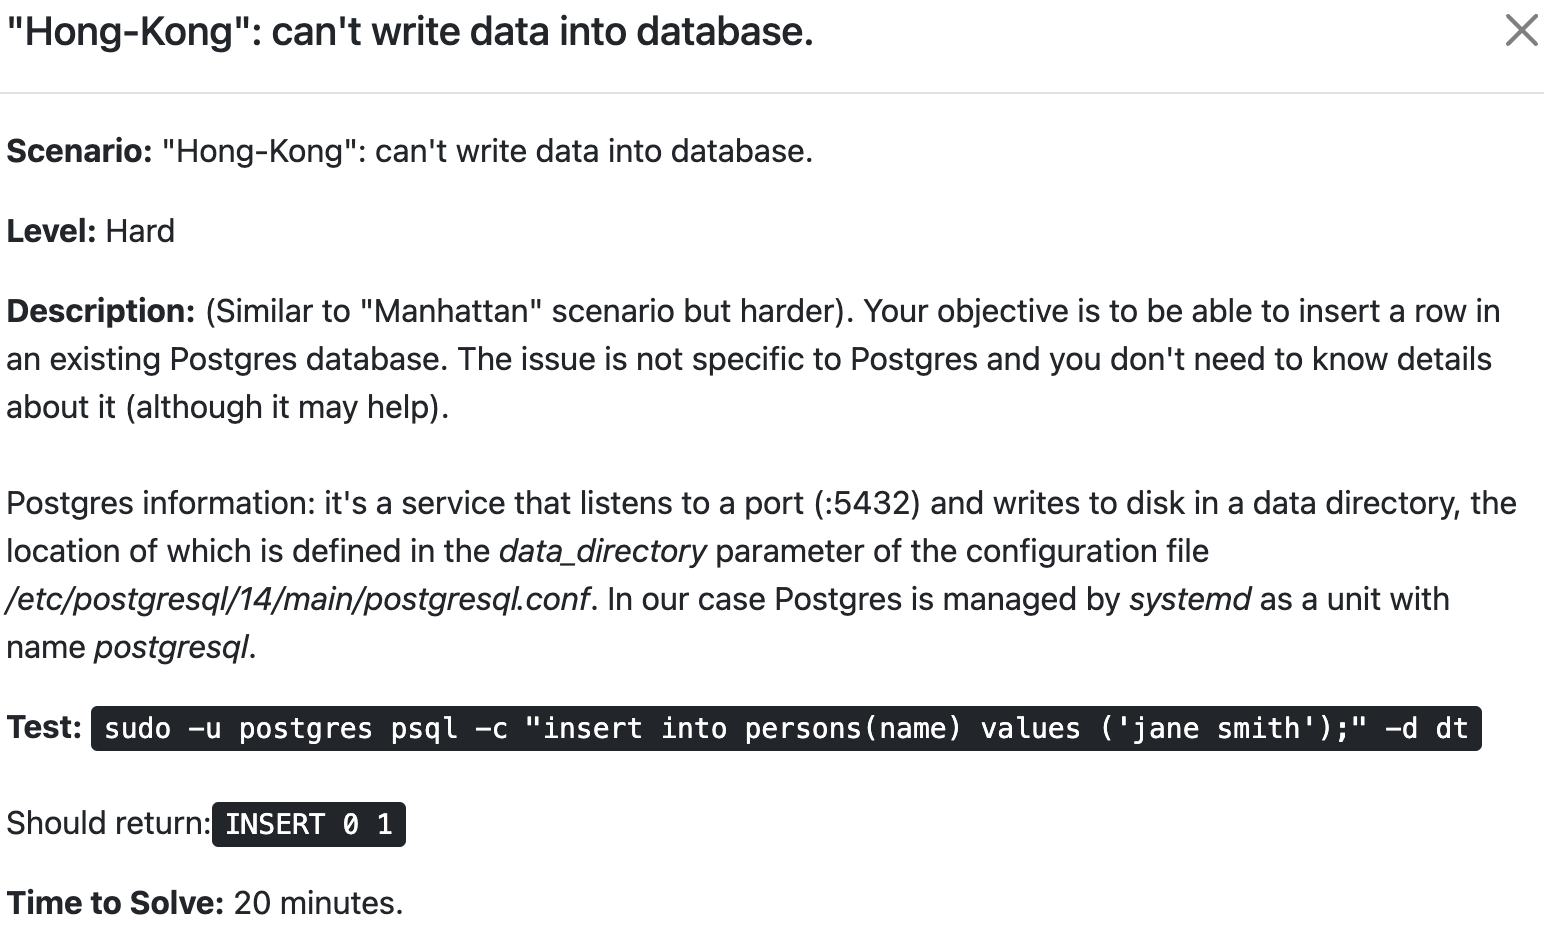 "Hong-Kong": can't write data into database.
Scenario: "Hong-Kong": can't write data into database.
Level: Hard
Description: (Similar to "Manhattan" scenario but harder). Your objective is to be able to insert a row in
an existing Postgres database. The issue is not specific to Postgres and you don't need to know details
about it (although it may help).
Postgres information: it's a service that listens to a port (:5432) and writes to disk in a data directory, the
location of which is defined in the data_directory parameter of the configuration file
/etc/postgresql/14/main/postgresql.conf. In our case Postgres is managed by systemd as a unit with
name postgresql.
Test: sudo -u postgres psql -c "insert into persons(name) values ('jane smith');" -d dt
Should return: INSERT 0 1
Time to Solve: 20 minutes.